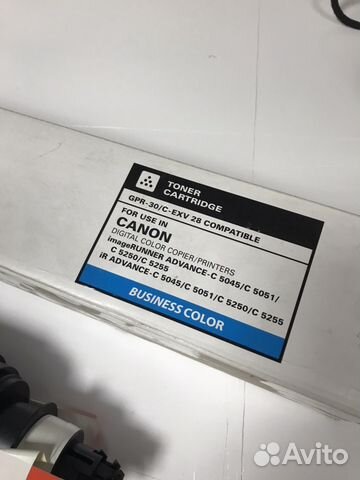 TONER
CARTRIDGE
GPR-30/C-EXV 28 COMPATIBLE
FOR USE IN
CANON
DIGITAL COLOR COPIER/PRINTERS
imageRUNNER ADVANCE-C 5045/C 5051/
C 5250/C 5255
iR ADVANCE-C 5045/C 5051/C 5250/C 5255
BUSINESS COLOR
Avito